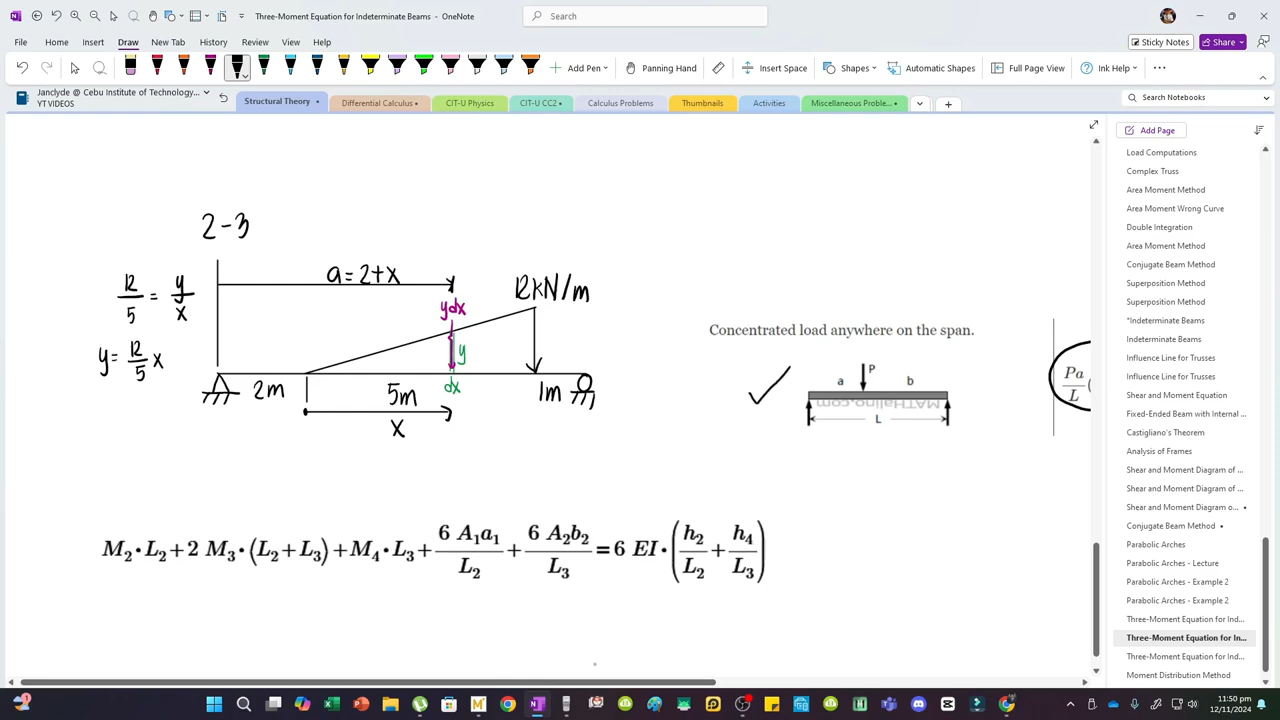 Three-Moment Equation for Indeterminate Beams - OneNote
Search
File Home Insert Draw New Tab History Review View Help
Sticky Notes Share
Add Pen Panning Hand Insert Space Shapes Automatic Shapes Full Page View Ink Help
Janclyde @ Cebu Institute of Technology...
YT VIDEOS
Structural Theory Differential Calculus CIT-U Physics CIT-U CC2 Calculus Problems Thumbnails Activities Miscellaneous Proble...
Search Notebooks
Add Page
Load Computations
Complex Truss
Area Moment Method
Area Moment Wrong Curve
Double Integration
Area Moment Method
Conjugate Beam Method
Superposition Method
Superposition Method
*Indeterminate Beams
Indeterminate Beams
Influence Line for Trusses
Influence Line for Trusses
Shear and Moment Equation
Fixed-Ended Beam with Internal ...
Castigliano's Theorem
Analysis of Frames
Shear and Moment Diagram of ...
Shear and Moment Diagram of ...
Shear and Moment Diagram o...
Conjugate Beam Method
Parabolic Arches
Parabolic Arches - Lecture
Parabolic Arches - Example 2
Parabolic Arches - Example 2
Three-Moment Equation for Ind...
Three-Moment Equation for In...
Three-Moment Equation for Ind...
Moment Distribution Method
2-3
a=2+x
12/5 = y/x
y= 12/5 x
ydx
12kN/m
y
dx
2m
5m
1m
x
Concentrated load anywhere on the span.
a P b
MATHalino.com
L
Pa/L (
M₂•L₂+2 M₃•(L₂+L₃)+M₄•L₃+ 6 A₁a₁/L₂ + 6 A₂b₂/L₃ =6 EI•(h₂/L₂ + h₄/L₃)
11:50 pm
12/11/2024